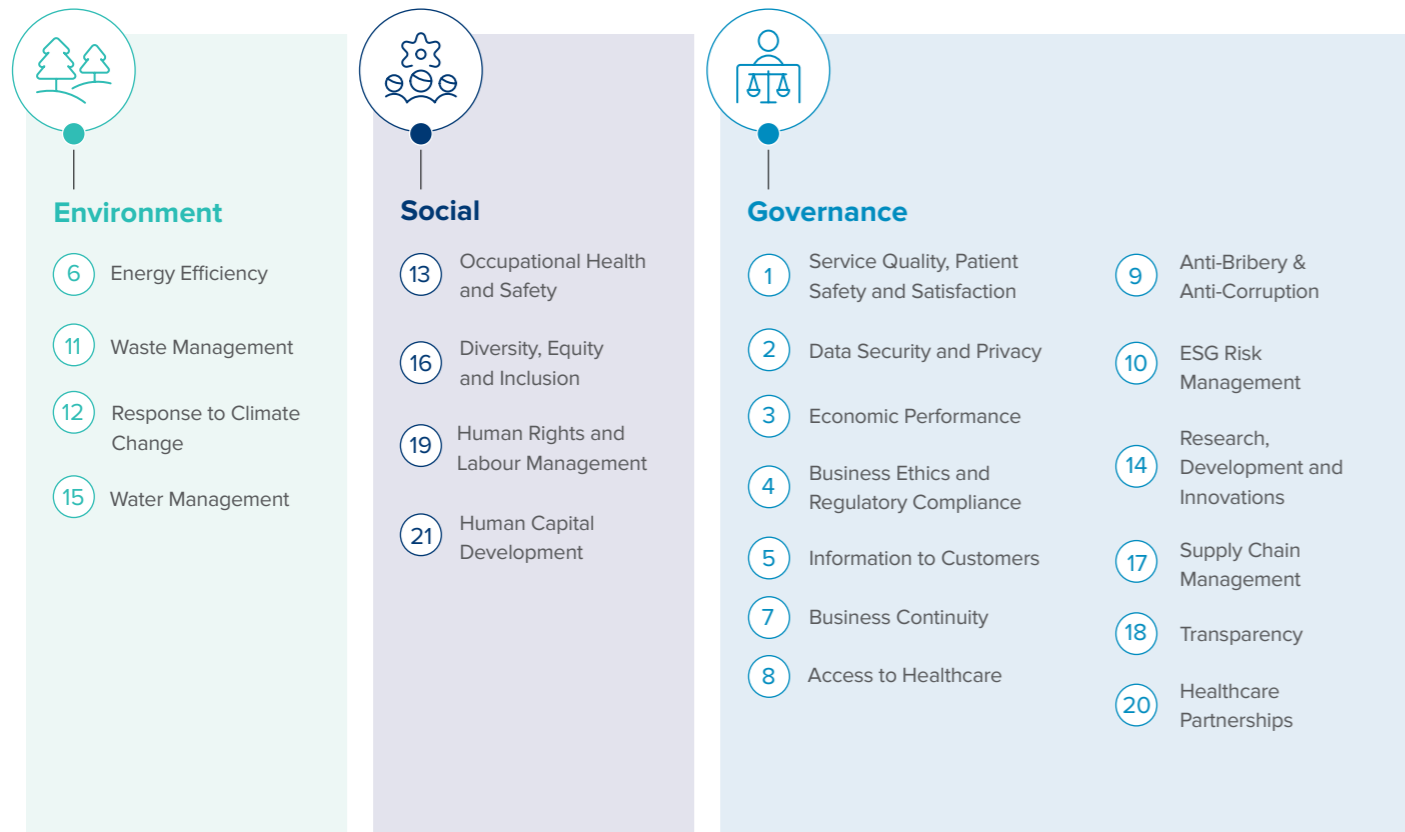 Environment
6
Energy Efficiency
11
Waste Management
12
Response to Climate
Change
15
Water Management
Social
13
Occupational Health
and Safety
16
Diversity, Equity
and Inclusion
19
Human Rights and
Labour Management
21
Human Capital
Development
Governance
1
Service Quality, Patient
Safety and Satisfaction
2
Data Security and Privacy
3
Economic Performance
4
Business Ethics and
Regulatory Compliance
5
Information to Customers
7
Business Continuity
8
Access to Healthcare
9
Anti-Bribery &
Anti-Corruption
10
ESG Risk
Management
14
Research,
Development and
Innovations
17
Supply Chain
Management
18
Transparency
20
Healthcare
Partnerships